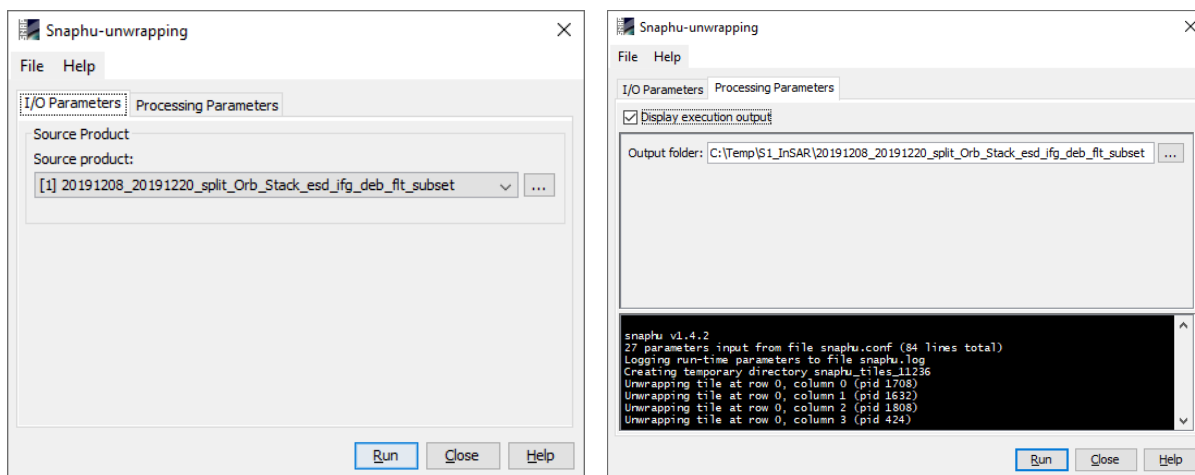 Snaphu-unwrapping
File Help
I/O Parameters Processing Parameters
Source Product
Source product:
[1] 20191208_20191220_split_Orb_Stack_esd_ifg_deb_flt_subset ...
Run Close Help
Snaphu-unwrapping
File Help
I/O Parameters Processing Parameters
Display execution output
Output folder: C:\Temp\S1_InSAR\20191208_20191220_split_Orb_Stack_esd_ifg_deb_flt_subset ...
snaphu v1.4.2
27 parameters input from file snaphu.conf (84 lines total)
Logging run-time parameters to file snaphu.log
Creating temporary directory snaphu_tiles_11236
Unwrapping tile at row 0, column 0 (pid 1708)
Unwrapping tile at row 0, column 1 (pid 1632)
Unwrapping tile at row 0, column 2 (pid 1808)
Unwrapping tile at row 0, column 3 (pid 424)
Run Close Help